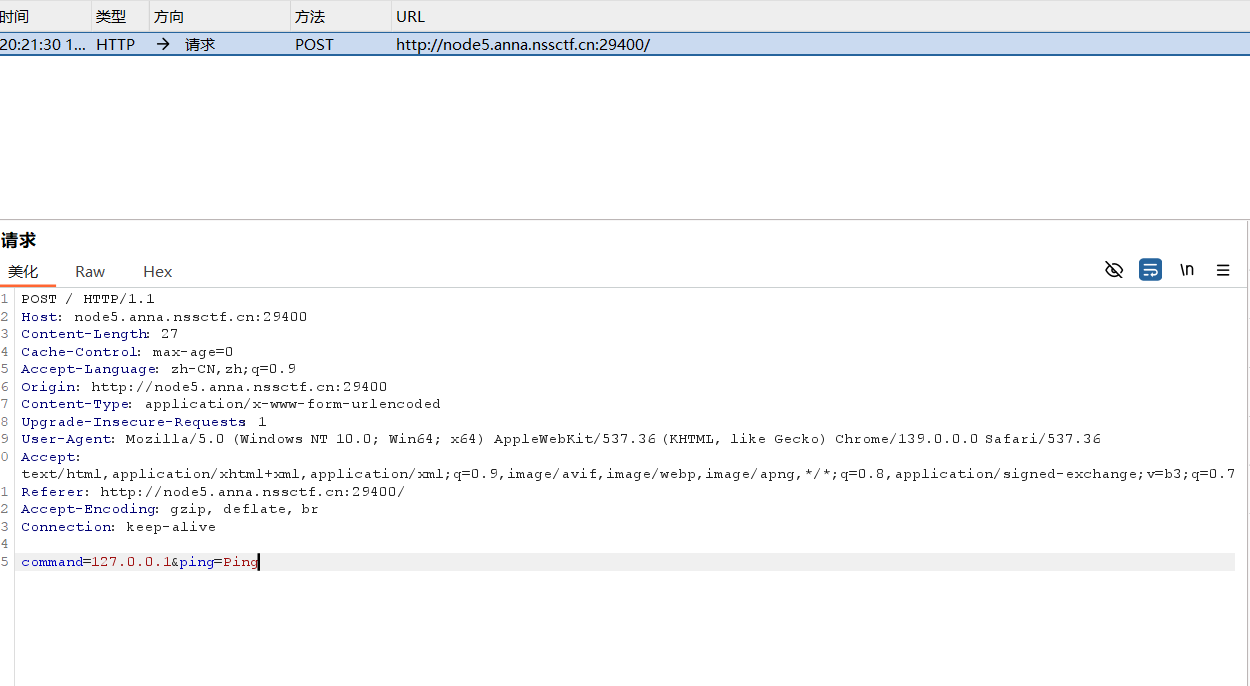 时间 类型 方向 方法 URL
20:21:30 1... HTTP → 请求 POST http://node5.anna.nssctf.cn:29400/
请求
美化 Raw Hex \n
1 POST / HTTP/1.1
2 Host: node5.anna.nssctf.cn:29400
3 Content-Length: 27
4 Cache-Control: max-age=0
5 Accept-Language: zh-CN,zh;q=0.9
6 Origin: http://node5.anna.nssctf.cn:29400
7 Content-Type: application/x-www-form-urlencoded
8 Upgrade-Insecure-Requests: 1
9 User-Agent: Mozilla/5.0 (Windows NT 10.0; Win64; x64) AppleWebKit/537.36 (KHTML, like Gecko) Chrome/139.0.0.0 Safari/537.36
0 Accept:
text/html,application/xhtml+xml,application/xml;q=0.9,image/avif,image/webp,image/apng,*/*;q=0.8,application/signed-exchange;v=b3;q=0.7
1 Referer: http://node5.anna.nssctf.cn:29400/
2 Accept-Encoding: gzip, deflate, br
3 Connection: keep-alive
4
5 command=127.0.0.1&ping=Ping